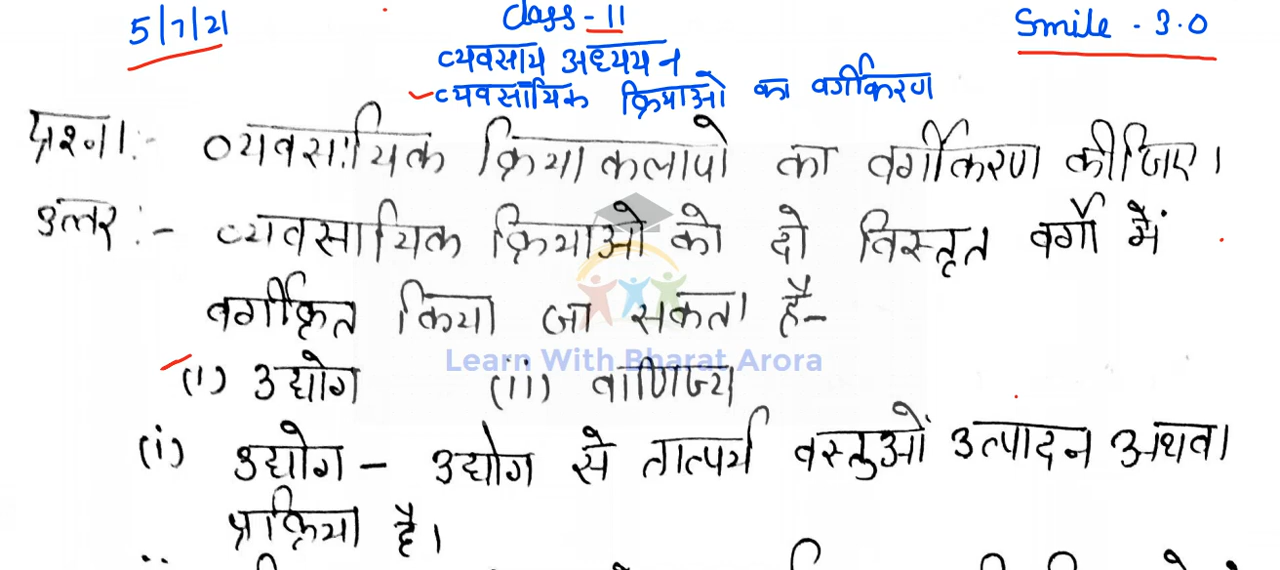 5/7/21 Class-11 Smile-3.0
व्यवसाय अध्ययन
व्यवसायिक क्रियाओ का वर्गीकरण
प्रश्न1:- व्यवसायिक क्रियाकलापो का वर्गीकरण कीजिए।
उत्तर:- व्यवसायिक क्रियाओ को दो विस्तृत वर्गो में
वर्गीकृत किया जा सकता है-
Learn With Bharat Arora
(i) उद्योग (ii) वाणिज्य
(i) उद्योग - उद्योग से तात्पर्य वस्तुओं उत्पादन अथवा
प्रक्रिया है।